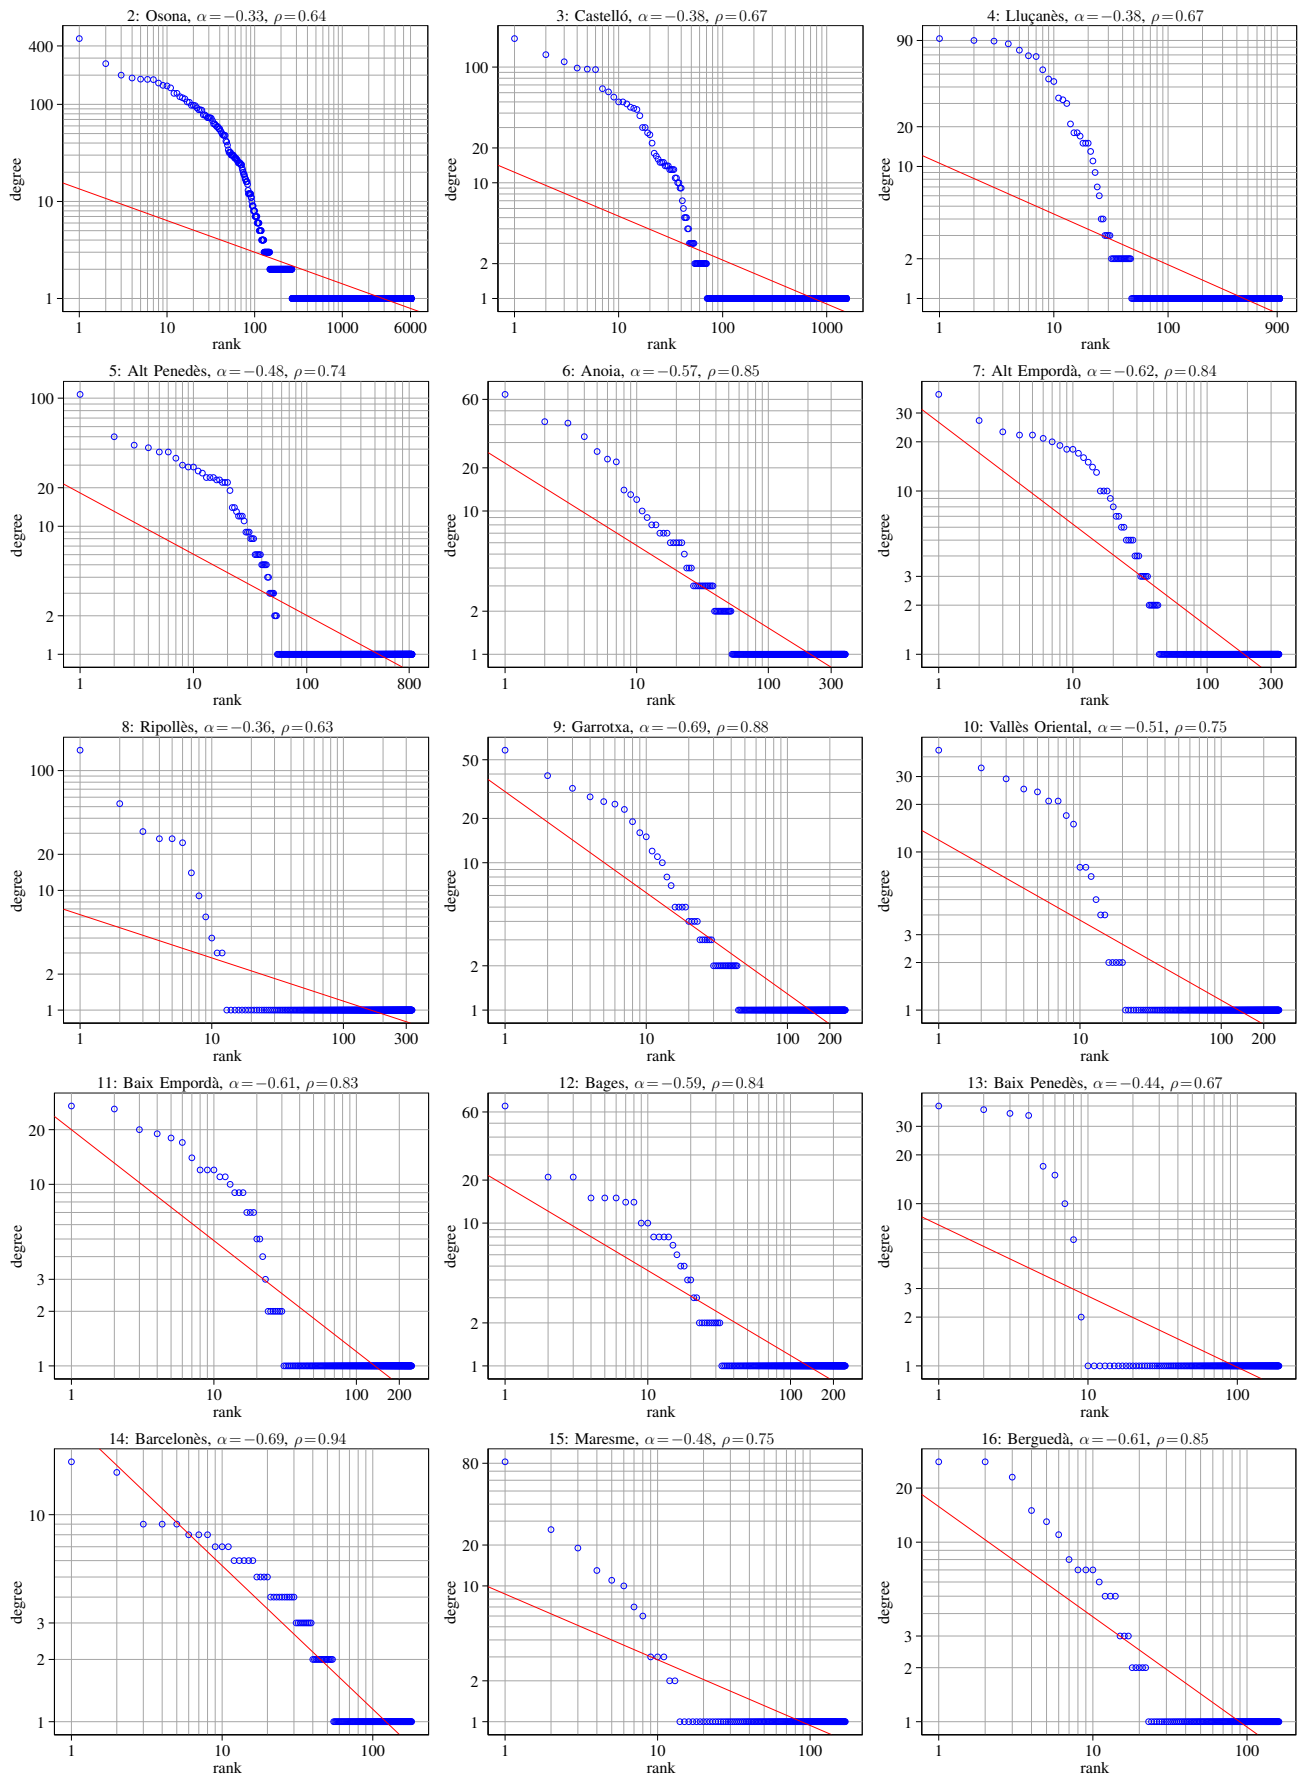 2: Osona, α=−0.33, ρ=0.64
400
100
10
1
degree
1 10 100 1000 6000
rank
3: Castelló, α=−0.38, ρ=0.67
100
20
10
2
1
degree
1 10 100 1000
rank
4: Lluçanès, α=−0.38, ρ=0.67
90
20
10
2
1
degree
1 10 100 900
rank
5: Alt Penedès, α=−0.48, ρ=0.74
100
20
10
2
1
degree
1 10 100 800
rank
6: Anoia, α=−0.57, ρ=0.85
60
20
10
2
1
degree
1 10 100 300
rank
7: Alt Empordà, α=−0.62, ρ=0.84
30
20
10
3
2
1
degree
1 10 100 300
rank
8: Ripollès, α=−0.36, ρ=0.63
100
20
10
2
1
degree
1 10 100 300
rank
9: Garrotxa, α=−0.69, ρ=0.88
50
20
10
2
1
degree
1 10 100 200
rank
10: Vallès Oriental, α=−0.51, ρ=0.75
30
20
10
3
2
1
degree
1 10 100 200
rank
11: Baix Empordà, α=−0.61, ρ=0.83
20
10
3
2
1
degree
1 10 100 200
rank
12: Bages, α=−0.59, ρ=0.84
60
20
10
2
1
degree
1 10 100 200
rank
13: Baix Penedès, α=−0.44, ρ=0.67
30
20
10
3
2
1
degree
1 10 100
rank
14: Barcelonès, α=−0.69, ρ=0.94
10
3
2
1
degree
1 10 100
rank
15: Maresme, α=−0.48, ρ=0.75
80
20
10
2
1
degree
1 10 100
rank
16: Berguedà, α=−0.61, ρ=0.85
20
10
3
2
1
degree
1 10 100
rank